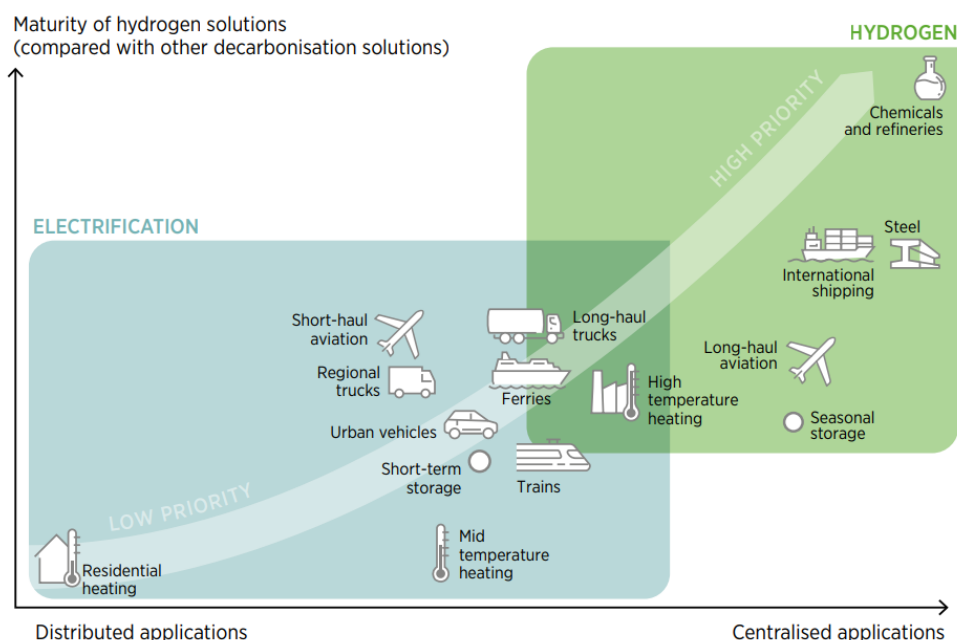 Maturity of hydrogen solutions
(compared with other decarbonisation solutions)
HYDROGEN
Chemicals
and refineries
HIGH PRIORITY
ELECTRIFICATION
Steel
International
shipping
Short-haul
aviation
Long-haul
trucks
Long-haul
aviation
Regional
trucks
Ferries
High
temperature
heating
Urban vehicles
Seasonal
storage
Short-term
storage
Trains
LOW PRIORITY
Mid
temperature
heating
Residential
heating
Distributed applications
Centralised applications